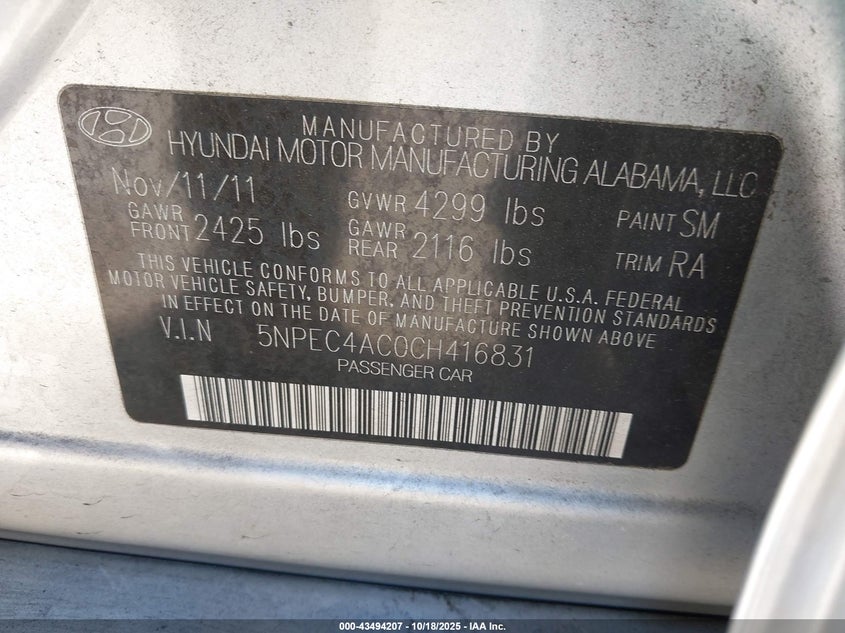 MANUFACTURED BY
HYUNDAI MOTOR MANUFACTURING ALABAMA, LLC
Nov/11/11 GVWR 4299 lbs PAINT SM
GAWR FRONT 2425 lbs GAWR REAR 2116 lbs TRIM RA
THIS VEHICLE CONFORMS TO ALL APPLICABLE U.S.A. FEDERAL
MOTOR VEHICLE SAFETY, BUMPER, AND THEFT PREVENTION STANDARDS
IN EFFECT ON THE DATE OF MANUFACTURE SHOWN ABOVE
V.I.N 5NPEC4AC0CH416831
PASSENGER CAR
000-43494207 - 10/18/2025 - IAA Inc.